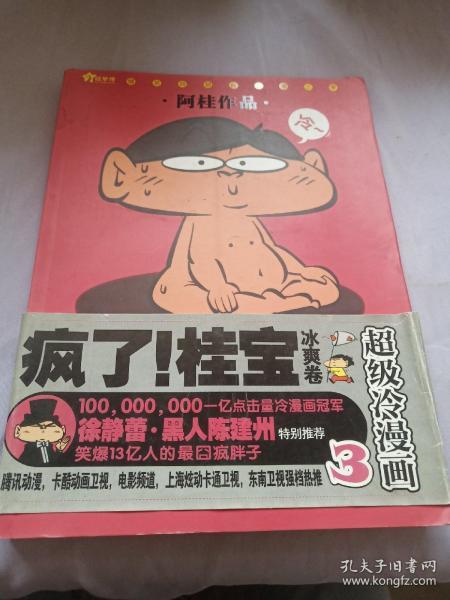 ·阿桂作品·
冷~
疯了!桂宝
冰爽卷
超级冷漫画
3
100,000,000一亿点击量冷漫画冠军
徐静蕾·黑人陈建州 特别推荐
笑爆13亿人的最囧疯胖子
腾讯动漫，卡酷动画卫视，电影频道，上海炫动卡通卫视，东南卫视强档热推
孔夫子旧书网
www.kongfz.com